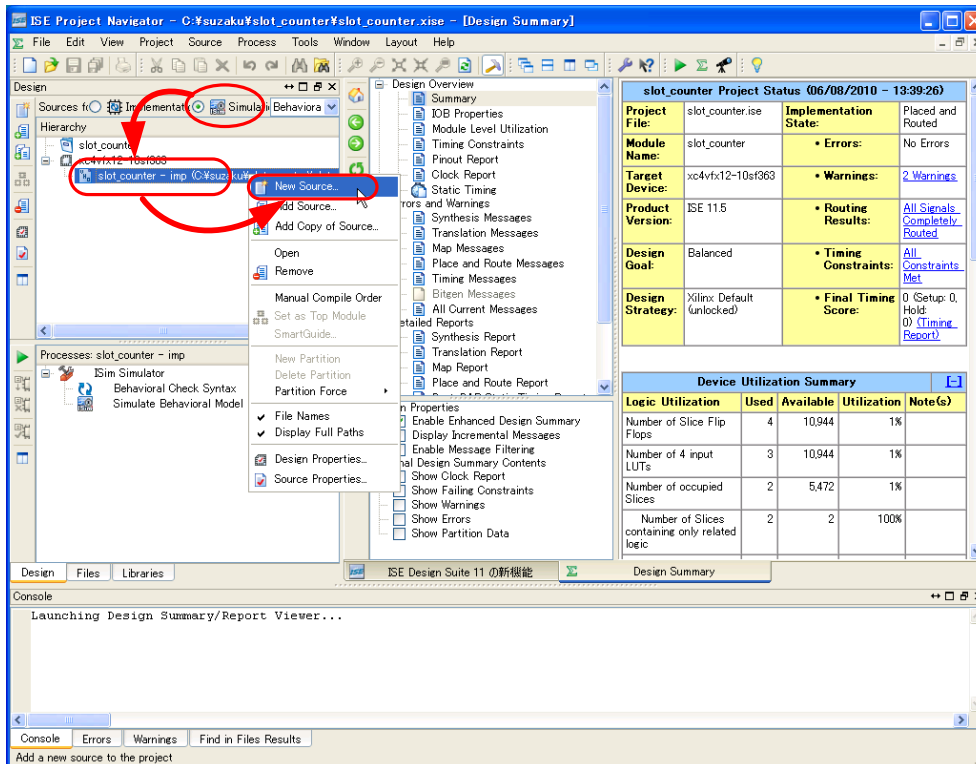 ISE Project Navigator - C:¥suzaku¥slot_counter¥slot_counter.xise - [Design Summary]
File Edit View Project Source Process Tools Window Layout Help
Design
Sources Behaviora
Hierarchy
slot_counter
xc4vfx12-10sf363
slot_counter - imp
New Source...
Add Source...
Add Copy of Source...
Open
Remove
Manual Compile Order
Set as Top Module
SmartGuide...
New Partition
Delete Partition
Partition Force
File Names
Display Full Paths
Design Properties...
Source Properties...
Processes: slot_counter - imp
ISim Simulator
Behavioral Check Syntax
Simulate Behavioral Model
Design Files Libraries
Design Overview
Summary
IOB Properties
Module Level Utilization
Timing Constraints
Pinout Report
Clock Report
Static Timing
rors and Warnings
Synthesis Messages
Translation Messages
Map Messages
Place and Route Messages
Timing Messages
Bitgen Messages
All Current Messages
etailed Reports
Synthesis Report
Translation Report
Map Report
Place and Route Report
n Properties
Enable Enhanced Design Summary
Display Incremental Messages
Enable Message Filtering
nal Design Summary Contents
Show Clock Report
Show Failing Constraints
Show Warnings
Show Errors
Show Partition Data
slot_counter Project Status (06/08/2010 - 13:39:26)
Project File: slot_counter.ise Implementation State: Placed and Routed
Module Name: slot_counter • Errors: No Errors
Target Device: xc4vfx12-10sf363 • Warnings: 2 Warnings
Product Version: ISE 11.5 • Routing Results: All Signals Completely Routed
Design Goal: Balanced • Timing Constraints: All Constraints Met
Design Strategy: Xilinx Default (unlocked) • Final Timing Score: 0 (Setup: 0, Hold: 0) (Timing Report)
Device Utilization Summary [-]
Logic Utilization Used Available Utilization Note(s)
Number of Slice Flip Flops 4 10,944 1%
Number of 4 input LUTs 3 10,944 1%
Number of occupied Slices 2 5,472 1%
Number of Slices containing only related logic 2 2 100%
ISE Design Suite 11 の新機能 Design Summary
Console
Launching Design Summary/Report Viewer...
Console Errors Warnings Find in Files Results
Add a new source to the project